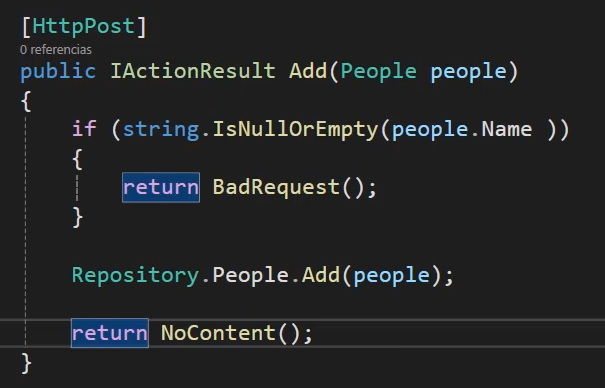 [HttpPost]
0 referencias
public IActionResult Add(People people)
{
if (string.IsNullOrEmpty(people.Name ))
{
return BadRequest();
}
Repository.People.Add(people);
return NoContent();
}